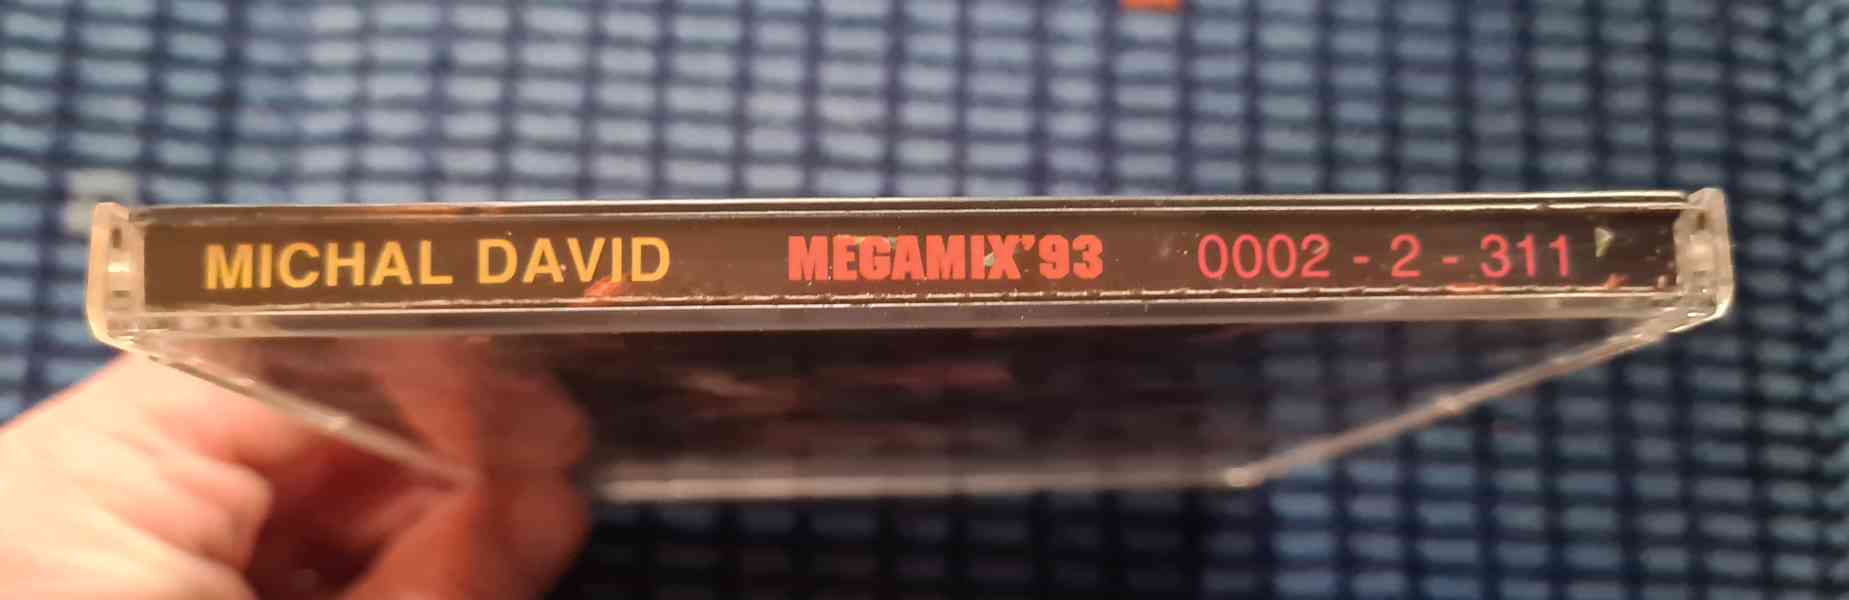 MICHAL DAVID MEGAMIX'93 0002 - 2 - 311